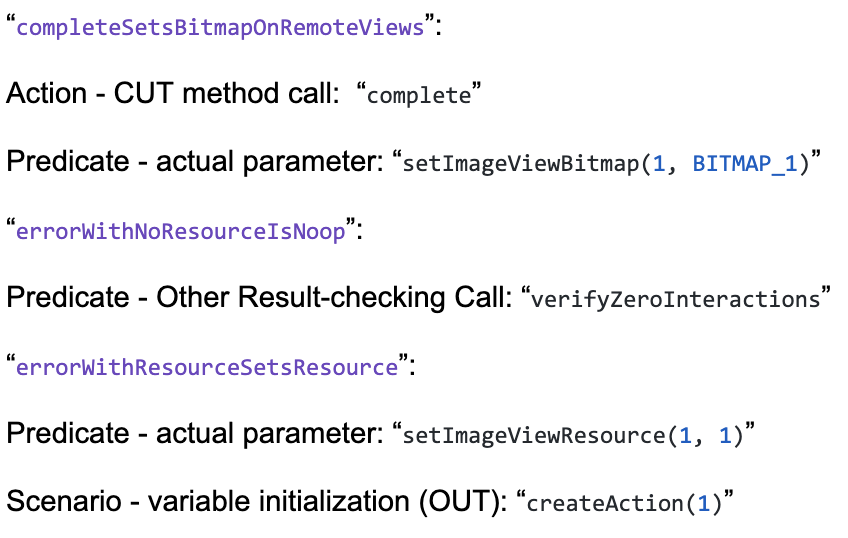 “completeSetsBitmapOnRemoteViews”:
Action - CUT method call:  “complete”
Predicate - actual parameter: “setImageViewBitmap(1, BITMAP_1)”
“errorWithNoResourceIsNoop”:
Predicate - Other Result-checking Call: “verifyZeroInteractions”
“errorWithResourceSetsResource”:
Predicate - actual parameter: “setImageViewResource(1, 1)”
Scenario - variable initialization (OUT): “createAction(1)”